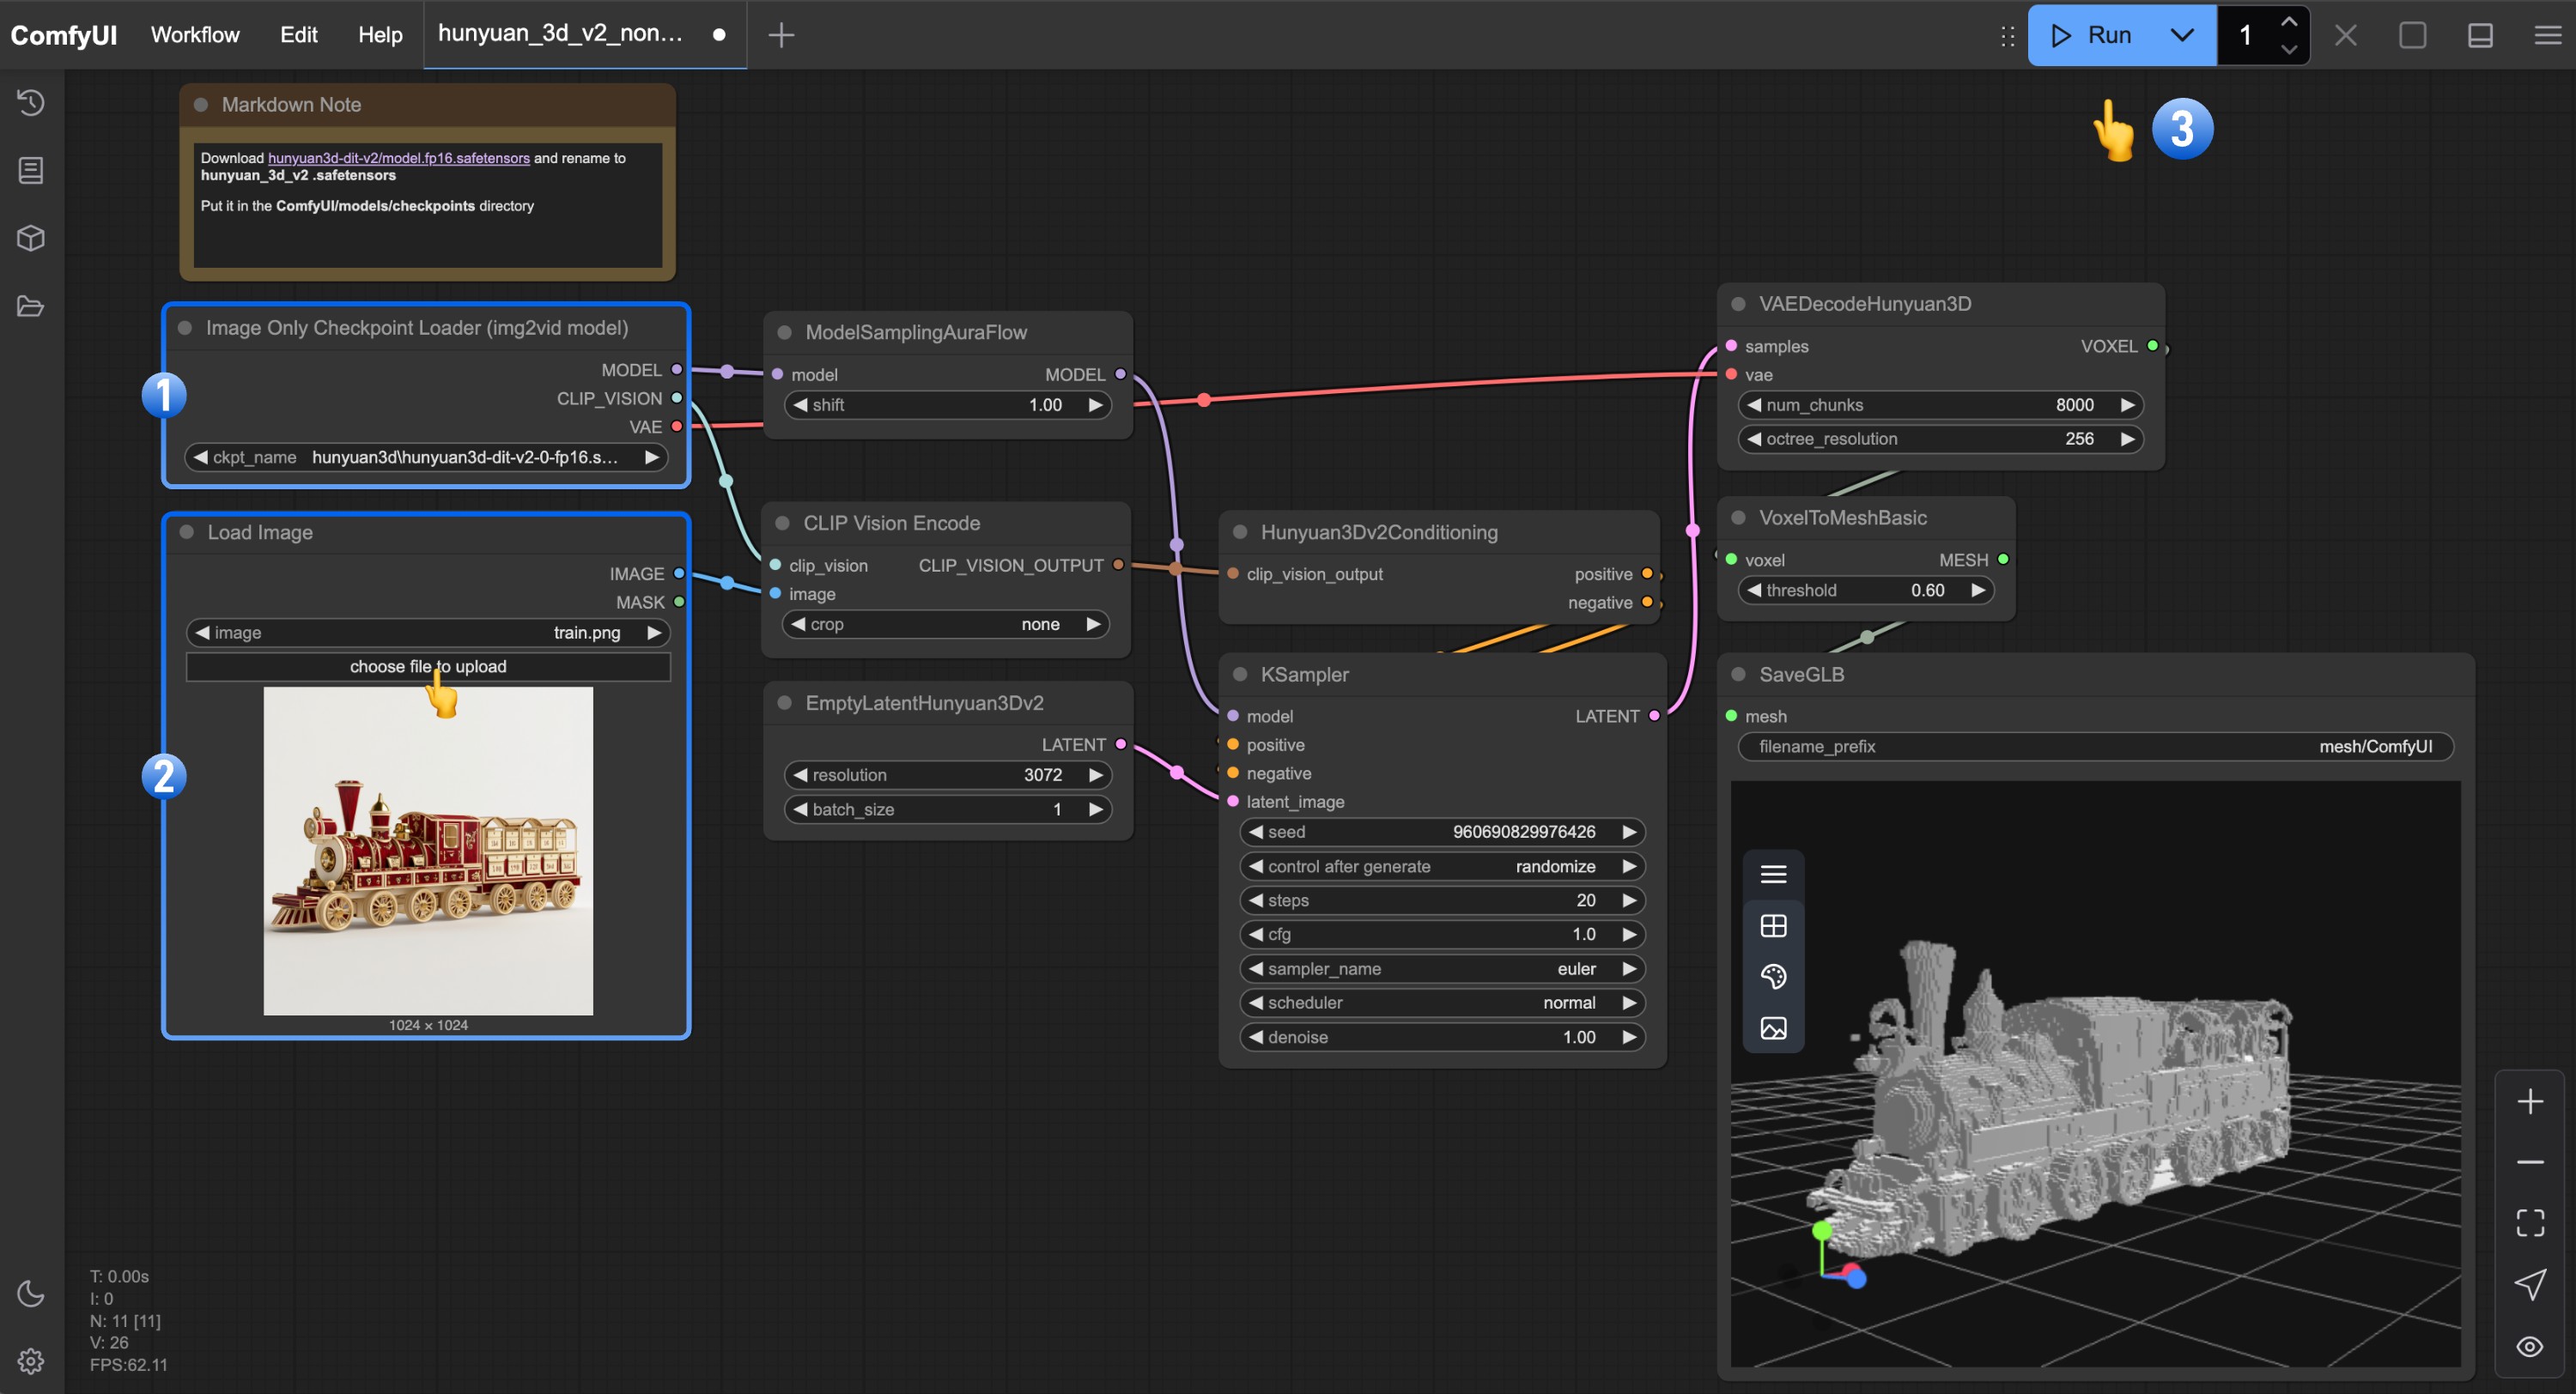 ComfyUI Workflow Edit Help hunyuan_3d_v2_non...
Run 1
Markdown Note
Download hunyuan3d-dit-v2/model.fp16.safetensors and rename to
hunyuan_3d_v2 .safetensors
Put it in the ComfyUI/models/checkpoints directory
3
1
Image Only Checkpoint Loader (img2vid model)
MODEL
CLIP_VISION
VAE
ckpt_name hunyuan3d\hunyuan3d-dit-v2-0-fp16.s...
2
Load Image
IMAGE
MASK
image train.png
choose file to upload
1024 × 1024
ModelSamplingAuraFlow
model MODEL
shift 1.00
CLIP Vision Encode
clip_vision CLIP_VISION_OUTPUT
image
crop none
EmptyLatentHunyuan3Dv2
LATENT
resolution 3072
batch_size 1
Hunyuan3Dv2Conditioning
clip_vision_output positive
negative
KSampler
model LATENT
positive
negative
latent_image
seed 960690829976426
control after generate randomize
steps 20
cfg 1.0
sampler_name euler
scheduler normal
denoise 1.00
VAEDecodeHunyuan3D
samples VOXEL
vae
num_chunks 8000
octree_resolution 256
VoxelToMeshBasic
voxel MESH
threshold 0.60
SaveGLB
mesh
filename_prefix mesh/ComfyUI
T: 0.00s
I: 0
N: 11 [11]
V: 26
FPS:62.11